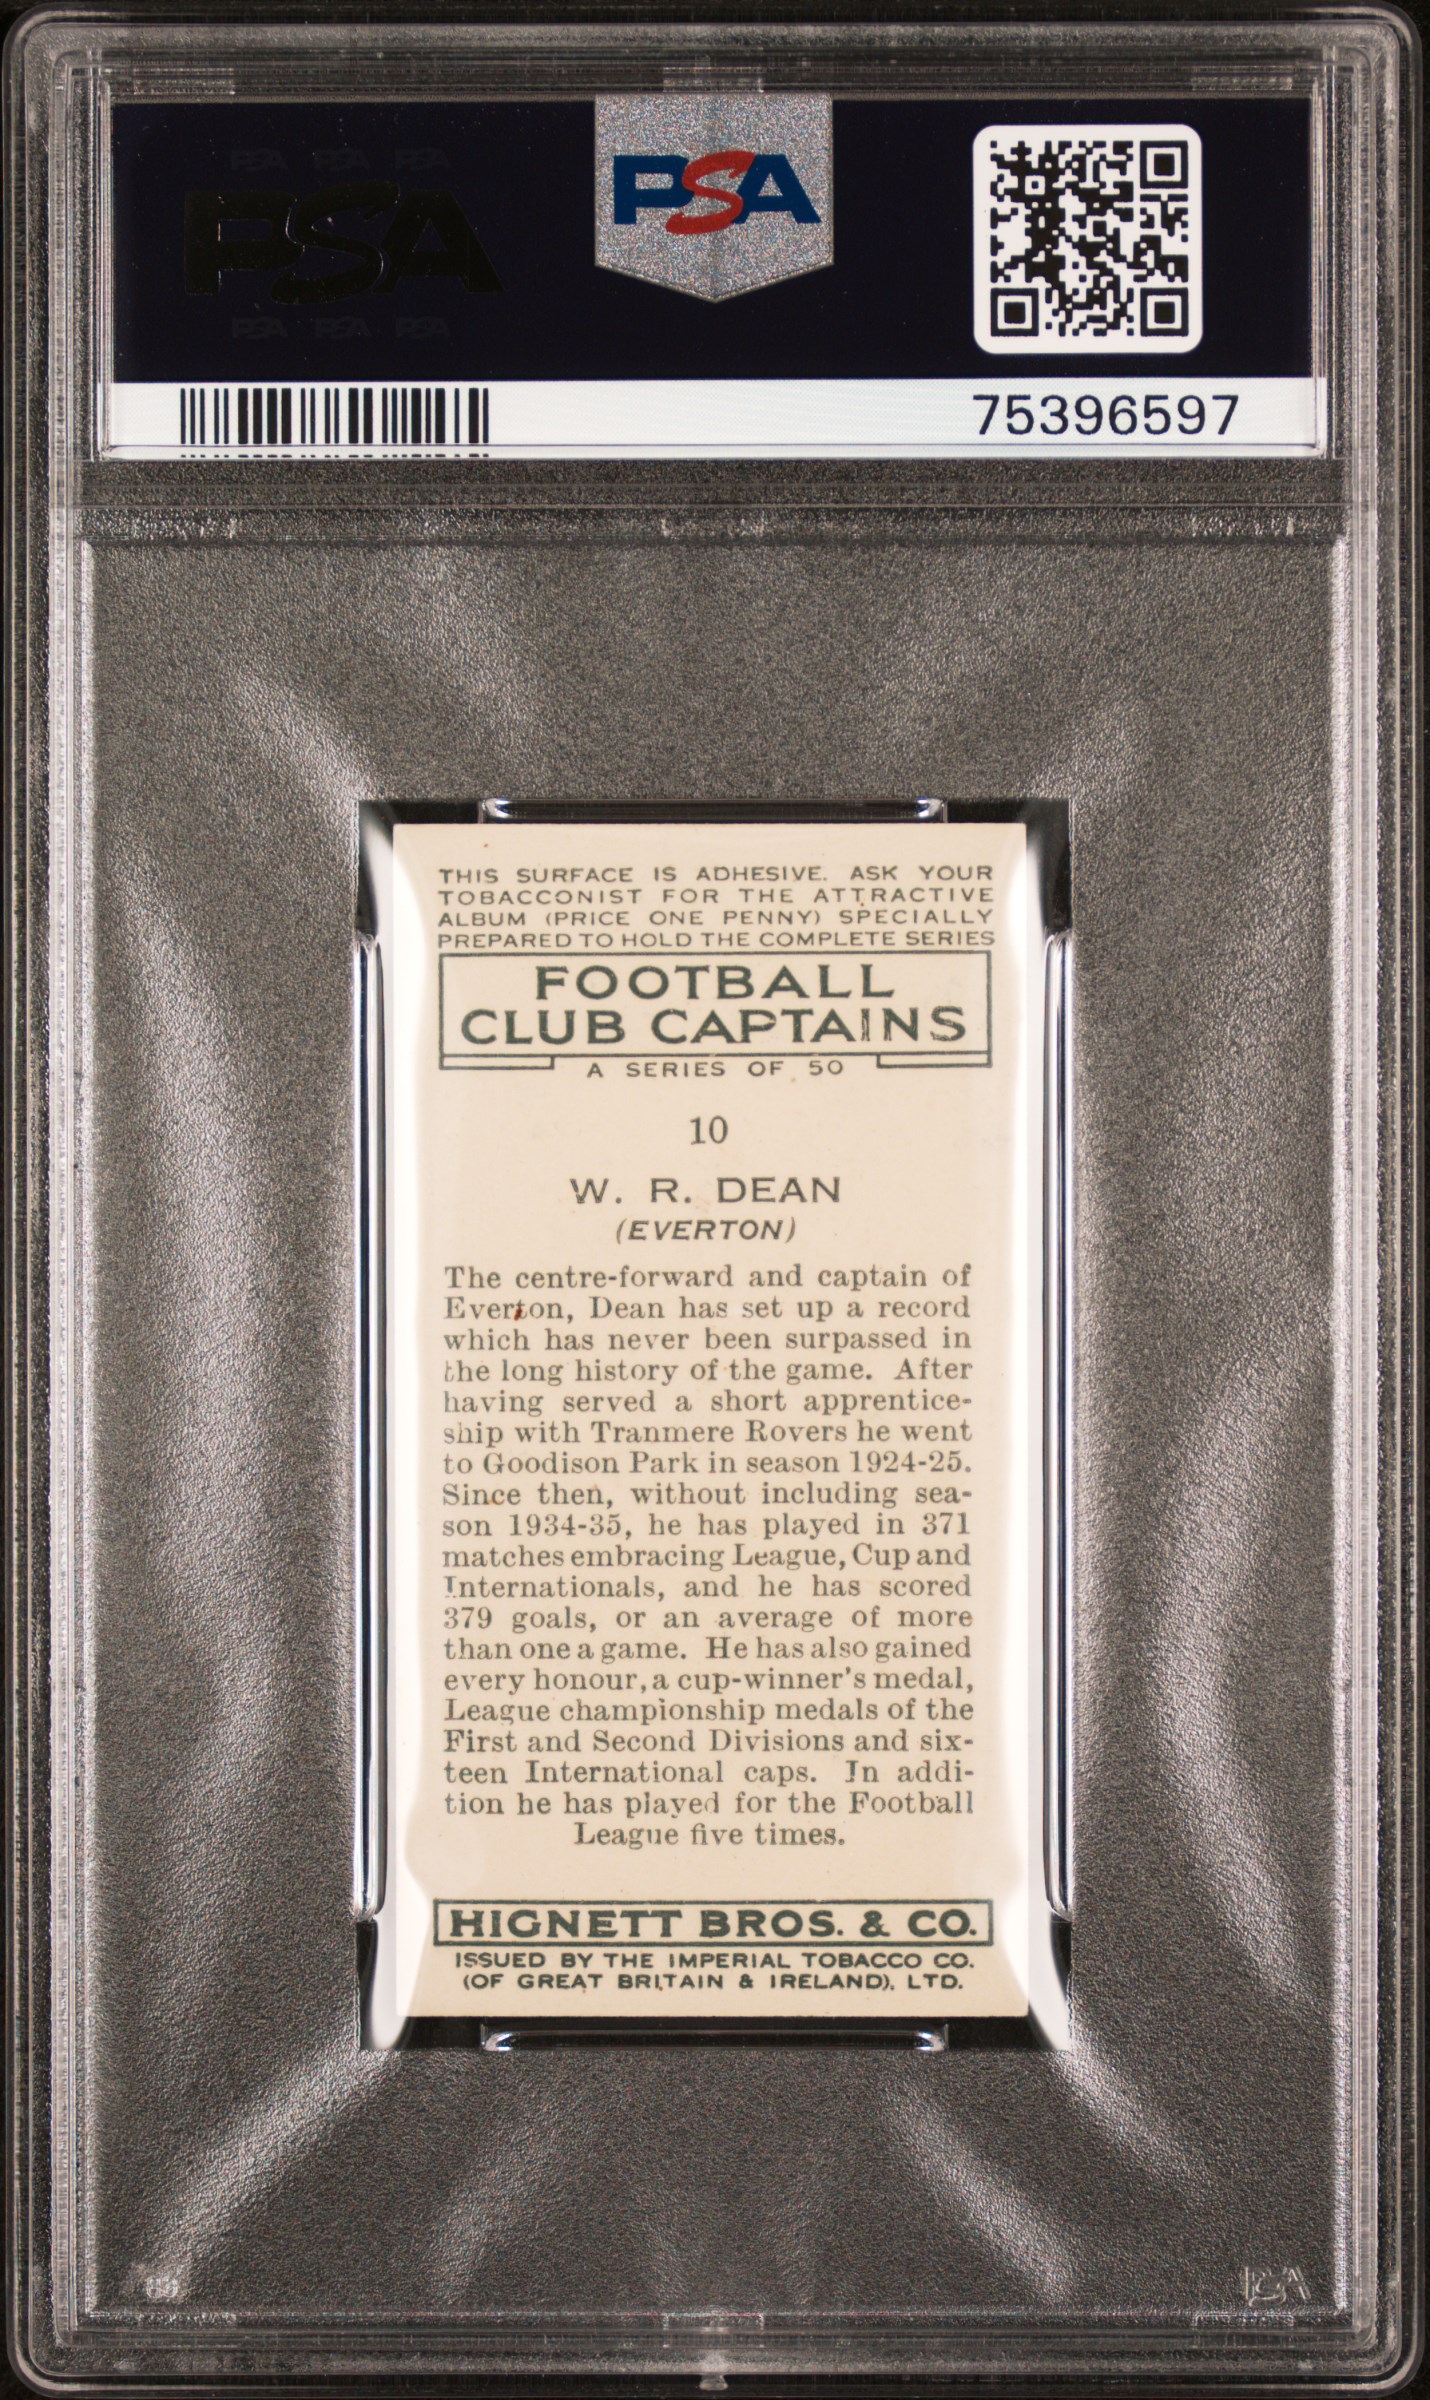 PSA PSA PSA
PSA
PSA PSA PSA
PSA
75396597
THIS SURFACE IS ADHESIVE. ASK YOUR
TOBACCONIST FOR THE ATTRACTIVE
ALBUM (PRICE ONE PENNY) SPECIALLY
PREPARED TO HOLD THE COMPLETE SERIES
FOOTBALL
CLUB CAPTAINS
A SERIES OF 50
10
W. R. DEAN
(EVERTON)
The centre-forward and captain of
Everton, Dean has set up a record
which has never been surpassed in
the long history of the game. After
having served a short apprentice-
ship with Tranmere Rovers he went
to Goodison Park in season 1924-25.
Since then, without including sea-
son 1934-35, he has played in 371
matches embracing League, Cup and
Internationals, and he has scored
379 goals, or an average of more
than one a game. He has also gained
every honour, a cup-winner's medal,
League championship medals of the
First and Second Divisions and six-
teen International caps. In addi-
tion he has played for the Football
League five times.
HIGNETT BROS. & CO.
ISSUED BY THE IMPERIAL TOBACCO CO.
(OF GREAT BRITAIN & IRELAND), LTD.
PSA